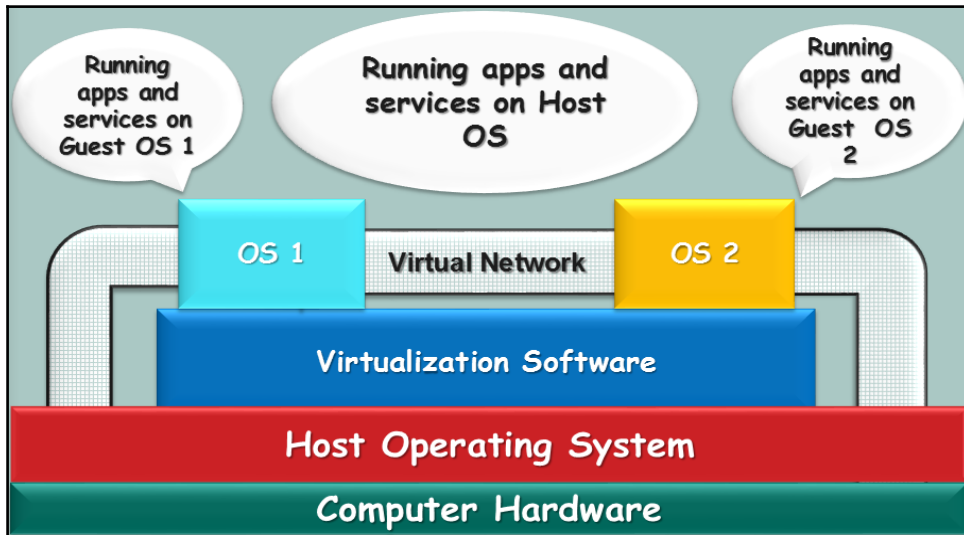 Running
apps and
services on
Guest OS 1
Running apps and
services on Host
OS
Running
apps and
services on
Guest OS
2
OS 1
Virtual Network
OS 2
Virtualization Software
Host Operating System
Computer Hardware